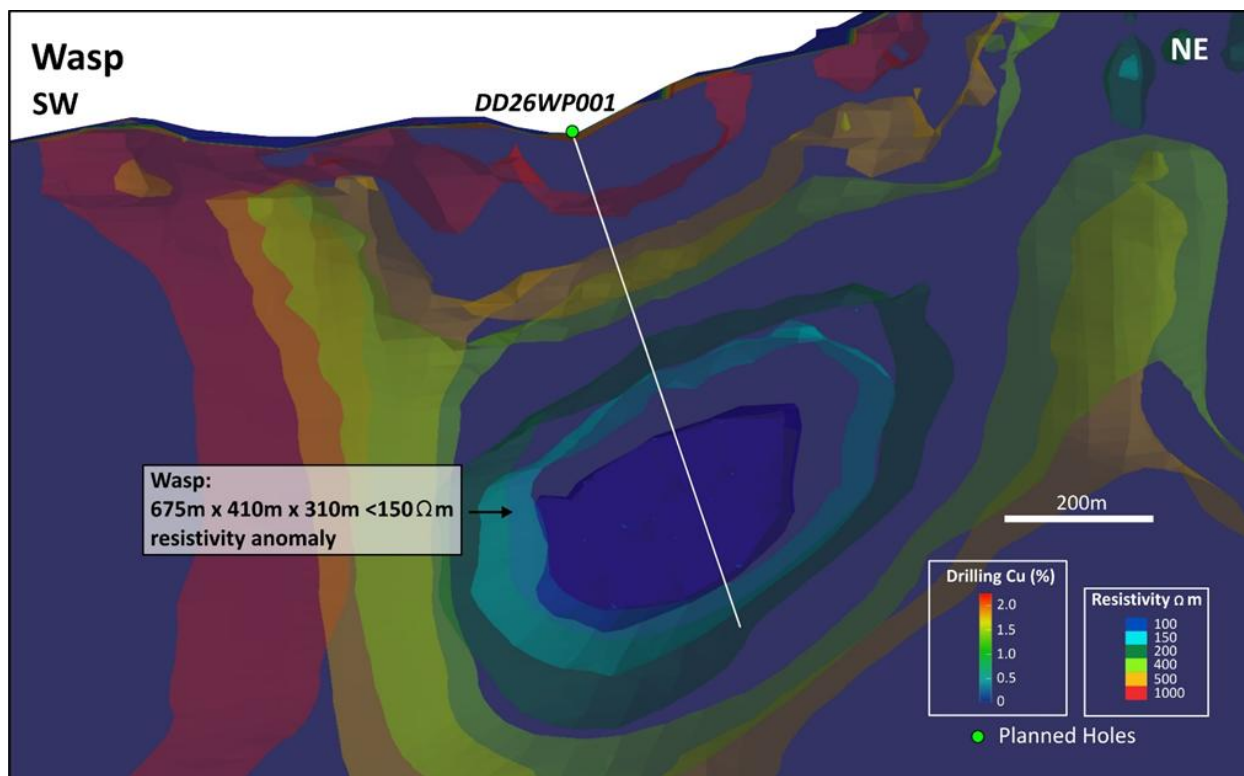 Wasp
SW
NE
DD26WP001
Wasp:
675m x 410m x 310m <150Ωm
resistivity anomaly
200m
Drilling Cu (%)
2.0
1.5
1.0
0.5
0
Resistivity Ω m
100
150
200
400
500
1000
Planned Holes